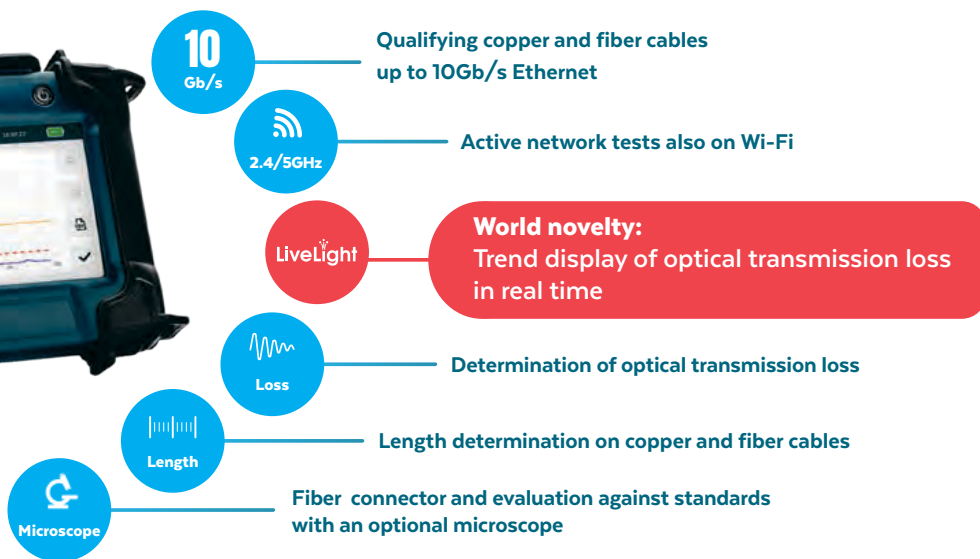 10
Gb/s
Qualifying copper and fiber cables
up to 10Gb/s Ethernet
2.4/5GHz
Active network tests also on Wi-Fi
LiveLight
World novelty:
Trend display of optical transmission loss
in real time
Loss
Determination of optical transmission loss
Length
Length determination on copper and fiber cables
Microscope
Fiber connector and evaluation against standards
with an optional microscope